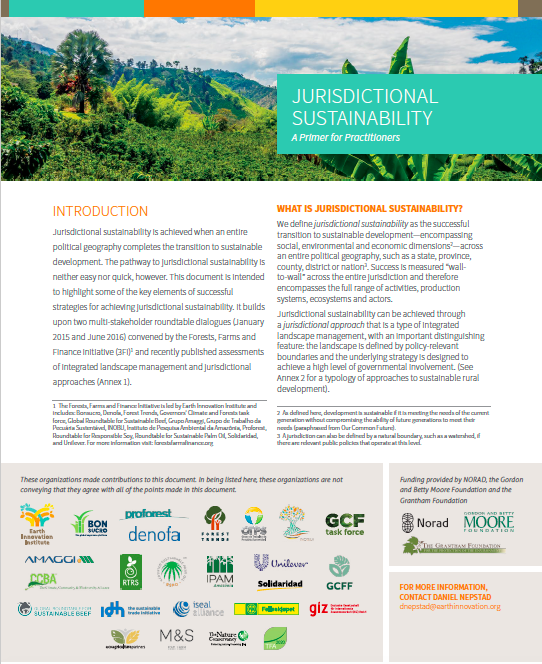 JURISDICTIONAL
SUSTAINABILITY
A Primer for Practitioners
INTRODUCTION
Jurisdictional sustainability is achieved when an entire
political geography completes the transition to sustainable
development. The pathway to jurisdictional sustainability is
neither easy nor quick, however. This document is intended
to highlight some of the key elements of successful
strategies for achieving jurisdictional sustainability. It builds
upon two multi-stakeholder roundtable dialogues (January
2015 and June 2016) convened by the Forests, Farms and
Finance Initiative (3FI)1 and recently published assessments
of integrated landscape management and jurisdictional
approaches (Annex 1).
1 The Forests, Farms and Finance Initiative is led by Earth Innovation Institute and
includes: Bonsucro, Denofa, Forest Trends, Governors' Climate and Forests task
force, Global Roundtable for Sustainable Beef, Grupo Amaggi, Grupo de Trabalho da
Pecuária Sustentável, INOBU, Instituto de Pesquisa Ambiental da Amazônia, Proforest,
Roundtable for Responsible Soy, Roundtable for Sustainable Palm Oil, Solidaridad,
and Unilever. For more information visit: forestsfarmsfinance.org
WHAT IS JURISDICTIONAL SUSTAINABILITY?
We define jurisdictional sustainability as the successful
transition to sustainable development—encompassing
social, environmental and economic dimensions2—across
an entire political geography, such as a state, province,
county, district or nation3. Success is measured "wall-
to-wall" across the entire jurisdiction and therefore
encompasses the full range of activities, production
systems, ecosystems and actors.
Jurisdictional sustainability can be achieved through
a jurisdictional approach that is a type of integrated
landscape management, with an important distinguishing
feature: the landscape is defined by policy-relevant
boundaries and the underlying strategy is designed to
achieve a high level of governmental involvement. (See
Annex 2 for a typology of approaches to sustainable rural
development).
2 As defined here, development is sustainable if it is meeting the needs of the current
generation without compromising the ability of future generations to meet their
needs (paraphrased from Our Common Future).
3 A jurisdiction can also be defined by a natural boundary, such as a watershed, if
there are relevant public policies that operate at this level.
These organizations made contributions to this document. In being listed here, these organizations are not
conveying that they agree with all of the points made in this document.
Earth
Innovation
Institute
BON
SUCRO
proforest
denofa
FOREST
TRENDS
GTPS
GCF
task force
AMAGGI
CCBA
RTRS
RSPO
IPAM
Unilever
Solidaridad
GCFF
GLOBAL ROUNDTABLE FOR
SUSTAINABLE BEEF
idh
the sustainable
trade initiative
iseal
alliance
Felleskjøpet
giz
M&S
EST. 1884
The Nature
Conservancy
TFA
2020
Funding provided by NORAD, the Gordon
and Betty Moore Foundation and the
Grantham Foundation
Norad
GORDON AND BETTY
MOORE
FOUNDATION
THE GRANTHAM FOUNDATION
FOR MORE INFORMATION,
CONTACT DANIEL NEPSTAD
dnepstad@earthinnovation.org